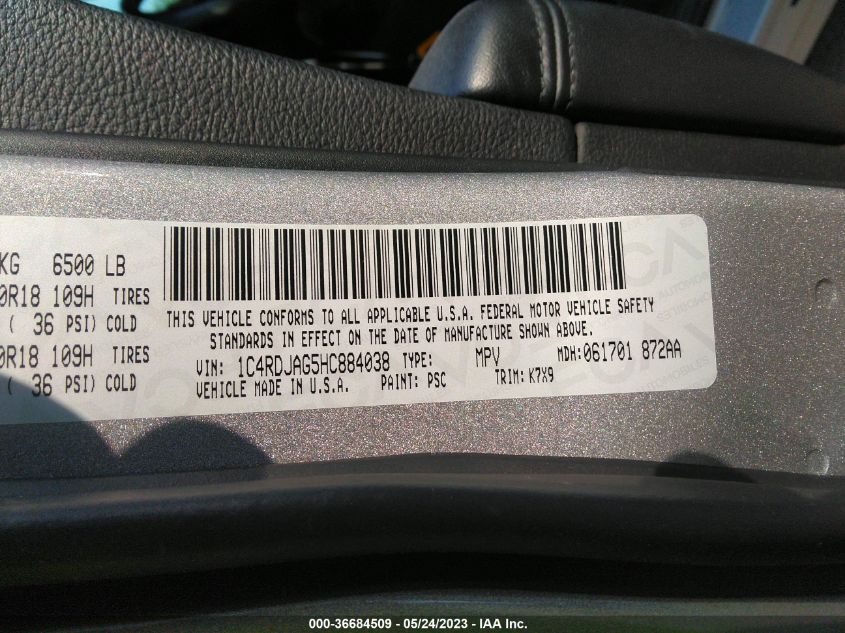 KG 6500 LB
0R18 109H TIRES
( 36 PSI) COLD
0R18 109H TIRES
( 36 PSI) COLD
THIS VEHICLE CONFORMS TO ALL APPLICABLE U.S.A. FEDERAL MOTOR VEHICLE SAFETY
STANDARDS IN EFFECT ON THE DATE OF MANUFACTURE SHOWN ABOVE.
VIN: 1C4RDJAG5HC884038 TYPE: MPV MDH:061701 872AA
VEHICLE MADE IN U.S.A. PAINT: PSC TRIM: K7X9
000-36684509 - 05/24/2023 - IAA Inc.